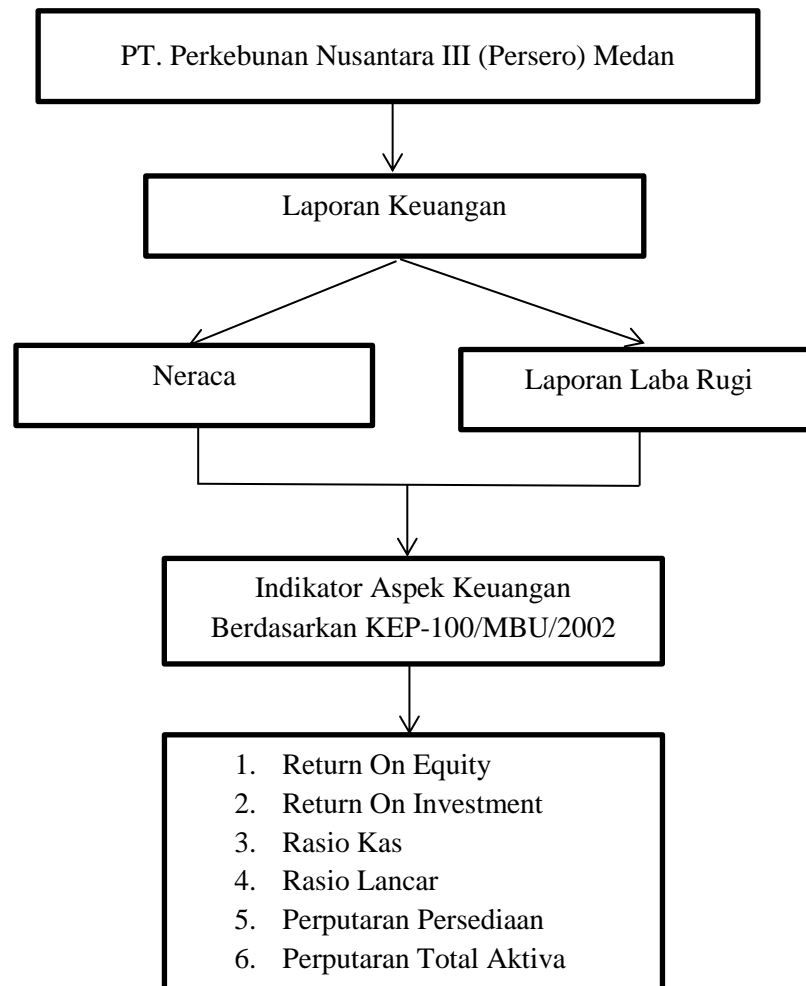 PT. Perkebunan Nusantara III (Persero) Medan
Laporan Keuangan
Neraca
Laporan Laba Rugi
Indikator Aspek Keuangan
Berdasarkan KEP-100/MBU/2002
1. Return On Equity
2. Return On Investment
3. Rasio Kas
4. Rasio Lancar
5. Perputaran Persediaan
6. Perputaran Total Aktiva